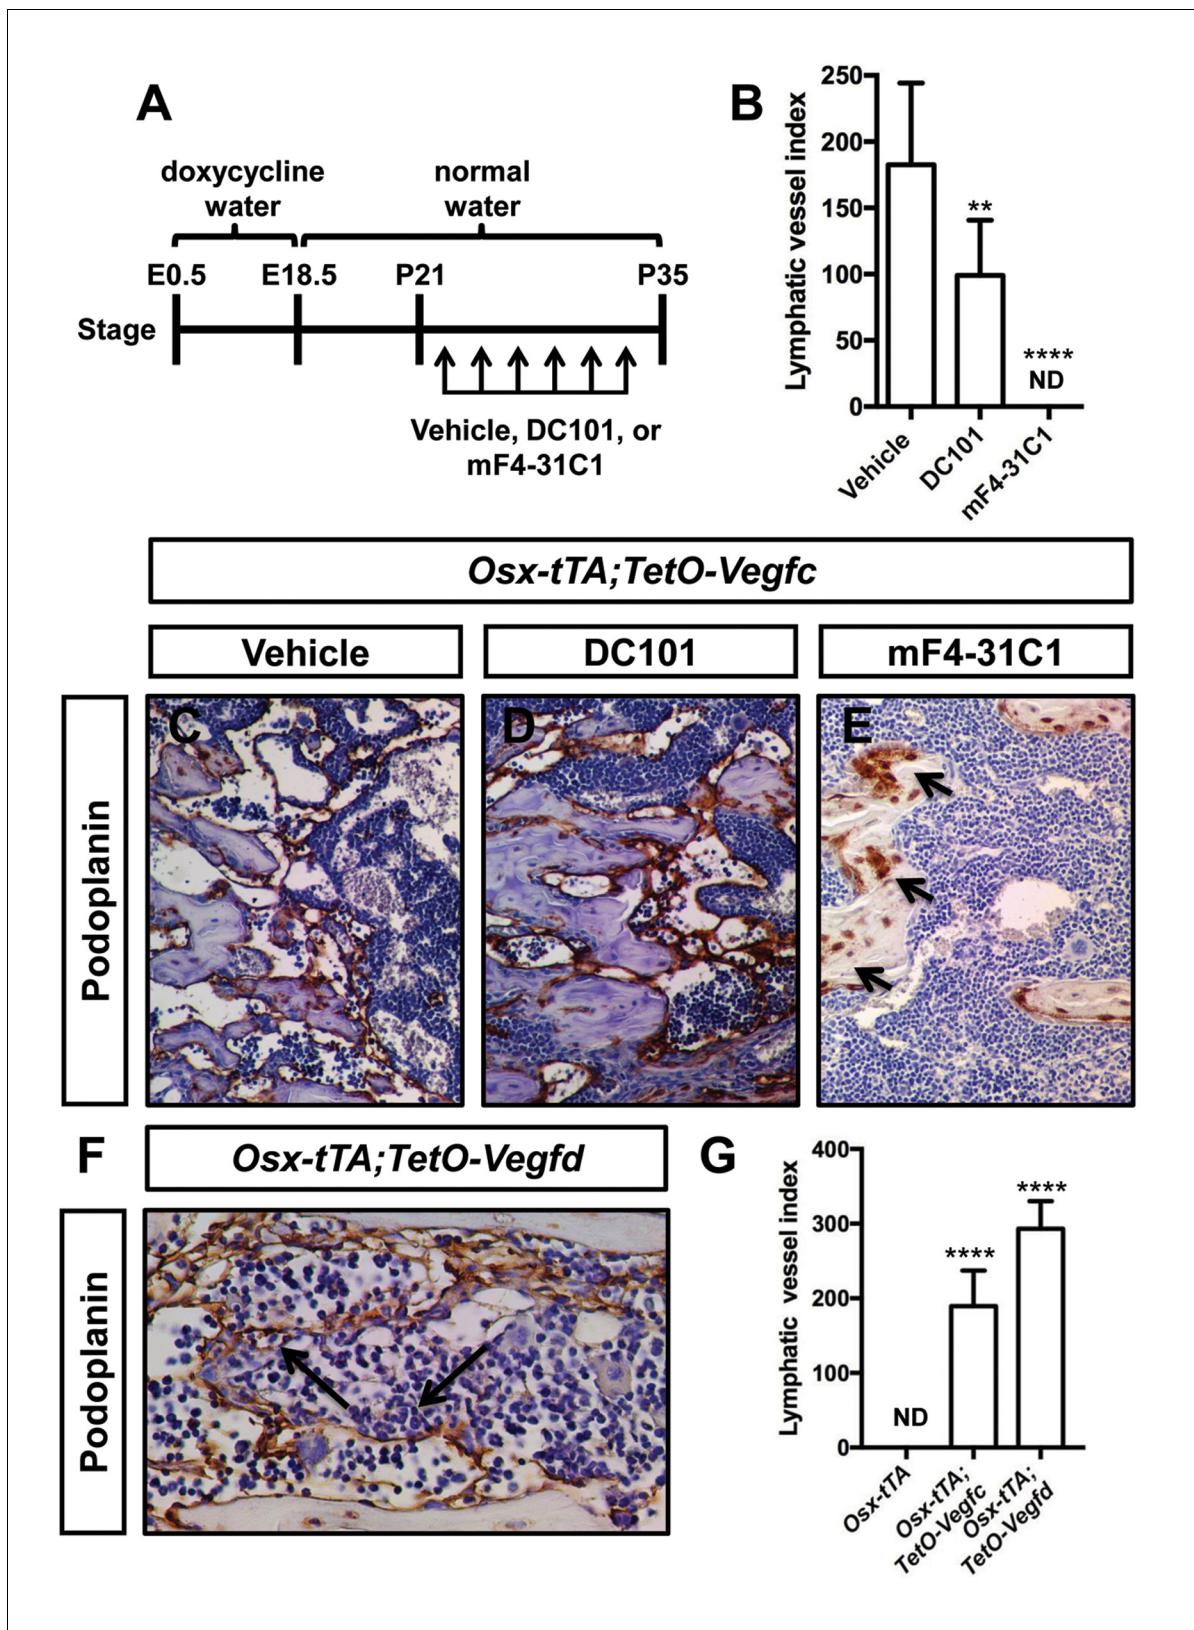 A
doxycycline
water
normal
water
E0.5
E18.5
P21
P35
Stage
Vehicle, DC101, or
mF4-31C1
B
Lymphatic vessel index
250
200
150
100
50
0
**
****
ND
Vehicle
DC101
mF4-31C1
Osx-tTA;TetO-Vegfc
Vehicle
DC101
mF4-31C1
Podoplanin
C
D
E
F
Osx-tTA;TetO-Vegfd
Podoplanin
G
Lymphatic vessel index
400
300
200
100
0
ND
****
****
Osx-tTA
Osx-tTA;
TetO-Vegfc
Osx-tTA;
TetO-Vegfd